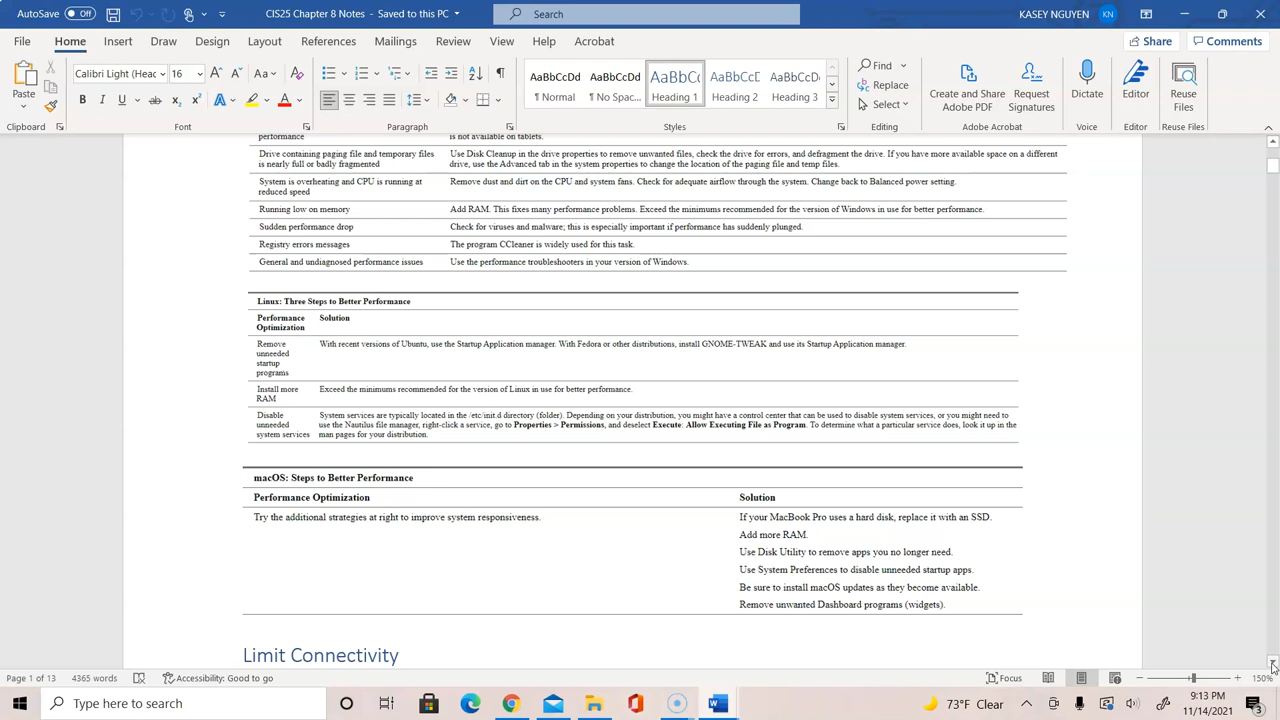 AutoSave Off CIS25 Chapter 5 PPT Saved to this PC Search KASEY NGUYEN KN
File Home Insert Draw Design Layout References Mailings Review View Help Acrobat Share Comments
Paste Calibri Light (Headc 16 Aa
AaBbCcDd AaBbCcDd AaBbCc AaBbCcE AaBbCcD
¶ Normal ¶ No Spac... Heading 1 Heading 2 Heading 3
Find
Replace
Select
Create and Share Adobe PDF
Request Signatures
Dictate
Editor
Reuse Files
Clipboard Font Paragraph Styles Editing Adobe Acrobat Voice Editor Reuse Files
performance is not available on tablets.
Drive containing paging file and temporary files Use Disk Cleanup in the drive properties to remove unwanted files, check the drive for errors, and defragment the drive. If you have more available space on a different
is nearly full or badly fragmented drive, use the Advanced tab in the system properties to change the location of the paging file and temp files.
System is overheating and CPU is running at Remove dust and dirt on the CPU and system fans. Check for adequate airflow through the system. Change back to Balanced power setting.
reduced speed
Running low on memory Add RAM. This fixes many performance problems. Exceed the minimums recommended for the version of Windows in use for better performance.
Sudden performance drop Check for viruses and malware; this is especially important if performance has suddenly plunged.
Registry errors messages The program CCleaner is widely used for this task.
General and undiagnosed performance issues Use the performance troubleshooters in your version of Windows.
Linux: Three Steps to Better Performance
Performance Solution
Optimization
Remove With recent versions of Ubuntu, use the Startup Application manager. With Fedora or other distributions, install GNOME-TWEAK and use its Startup Application manager.
unneeded
startup
programs
Install more Exceed the minimums recommended for the version of Linux in use for better performance.
RAM
Disable System services are typically located in the /etc/init.d directory (folder). Depending on your distribution, you might have a control center that can be used to disable system services, or you might need to
unneeded use the Nautilus file manager, right-click a service, go to Properties > Permissions, and deselect Execute: Allow Executing File as Program. To determine what a particular service does, look it up in the
system services man pages for your distribution.
macOS: Steps to Better Performance
Performance Optimization Solution
Try the additional strategies at right to improve system responsiveness. If your MacBook Pro uses a hard disk, replace it with an SSD.
Add more RAM.
Use Disk Utility to remove apps you no longer need.
Use System Preferences to disable unneeded startup apps.
Be sure to install macOS updates as they become available.
Remove unwanted Dashboard programs (widgets).
Limit Connectivity
Page 1 of 13 4365 words Accessibility: Good to go Focus 150%
Type here to search 73°F Clear 9:13 PM
11/14/2021 3